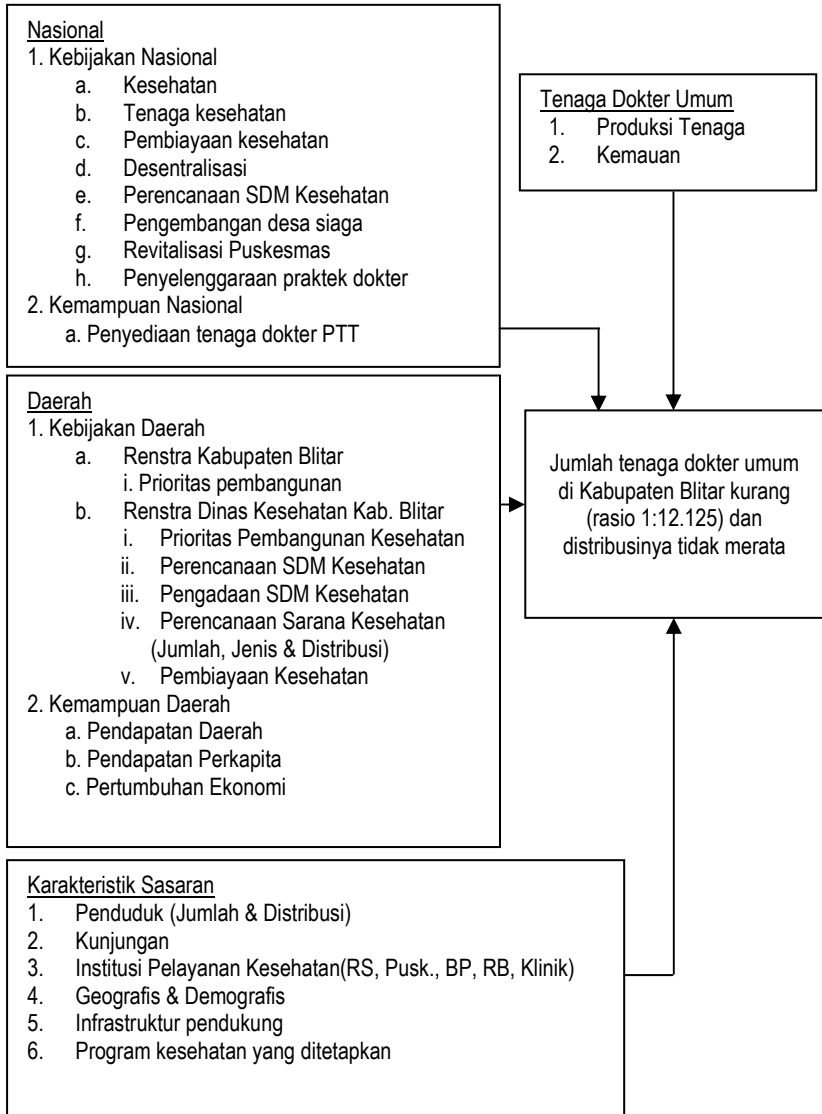 Nasional
1. Kebijakan Nasional
a. Kesehatan
b. Tenaga kesehatan
c. Pembiayaan kesehatan
d. Desentralisasi
e. Perencanaan SDM Kesehatan
f. Pengembangan desa siaga
g. Revitalisasi Puskesmas
h. Penyelenggaraan praktek dokter
2. Kemampuan Nasional
a. Penyediaan tenaga dokter PTT
Tenaga Dokter Umum
1. Produksi Tenaga
2. Kemauan
Daerah
1. Kebijakan Daerah
a. Renstra Kabupaten Blitar
i. Prioritas pembangunan
b. Renstra Dinas Kesehatan Kab. Blitar
i. Prioritas Pembangunan Kesehatan
ii. Perencanaan SDM Kesehatan
iii. Pengadaan SDM Kesehatan
iv. Perencanaan Sarana Kesehatan
(Jumlah, Jenis & Distribusi)
v. Pembiayaan Kesehatan
2. Kemampuan Daerah
a. Pendapatan Daerah
b. Pendapatan Perkapita
c. Pertumbuhan Ekonomi
Jumlah tenaga dokter umum
di Kabupaten Blitar kurang
(rasio 1:12.125) dan
distribusinya tidak merata
Karakteristik Sasaran
1. Penduduk (Jumlah & Distribusi)
2. Kunjungan
3. Institusi Pelayanan Kesehatan(RS, Pusk., BP, RB, Klinik)
4. Geografis & Demografis
5. Infrastruktur pendukung
6. Program kesehatan yang ditetapkan